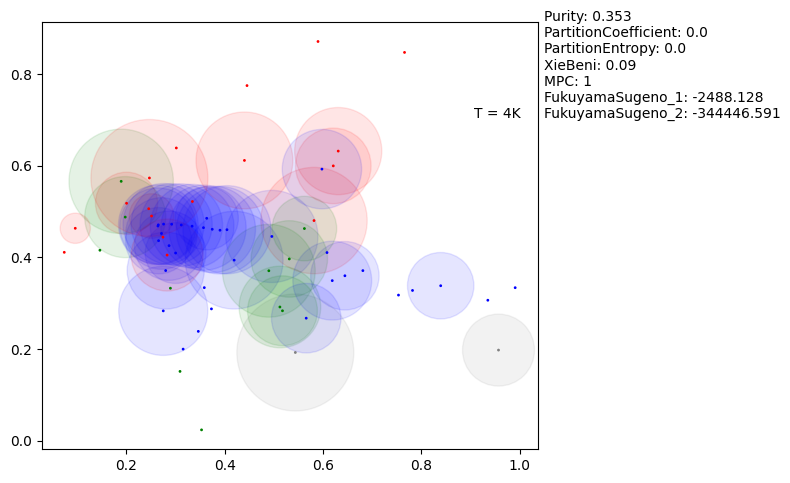 Purity: 0.353
PartitionCoefficient: 0.0
PartitionEntropy: 0.0
XieBeni: 0.09
MPC: 1
FukuyamaSugeno_1: -2488.128
FukuyamaSugeno_2: -344446.591
T = 4K
0.8
0.6
0.4
0.2
0.0
0.2 0.4 0.6 0.8 1.0